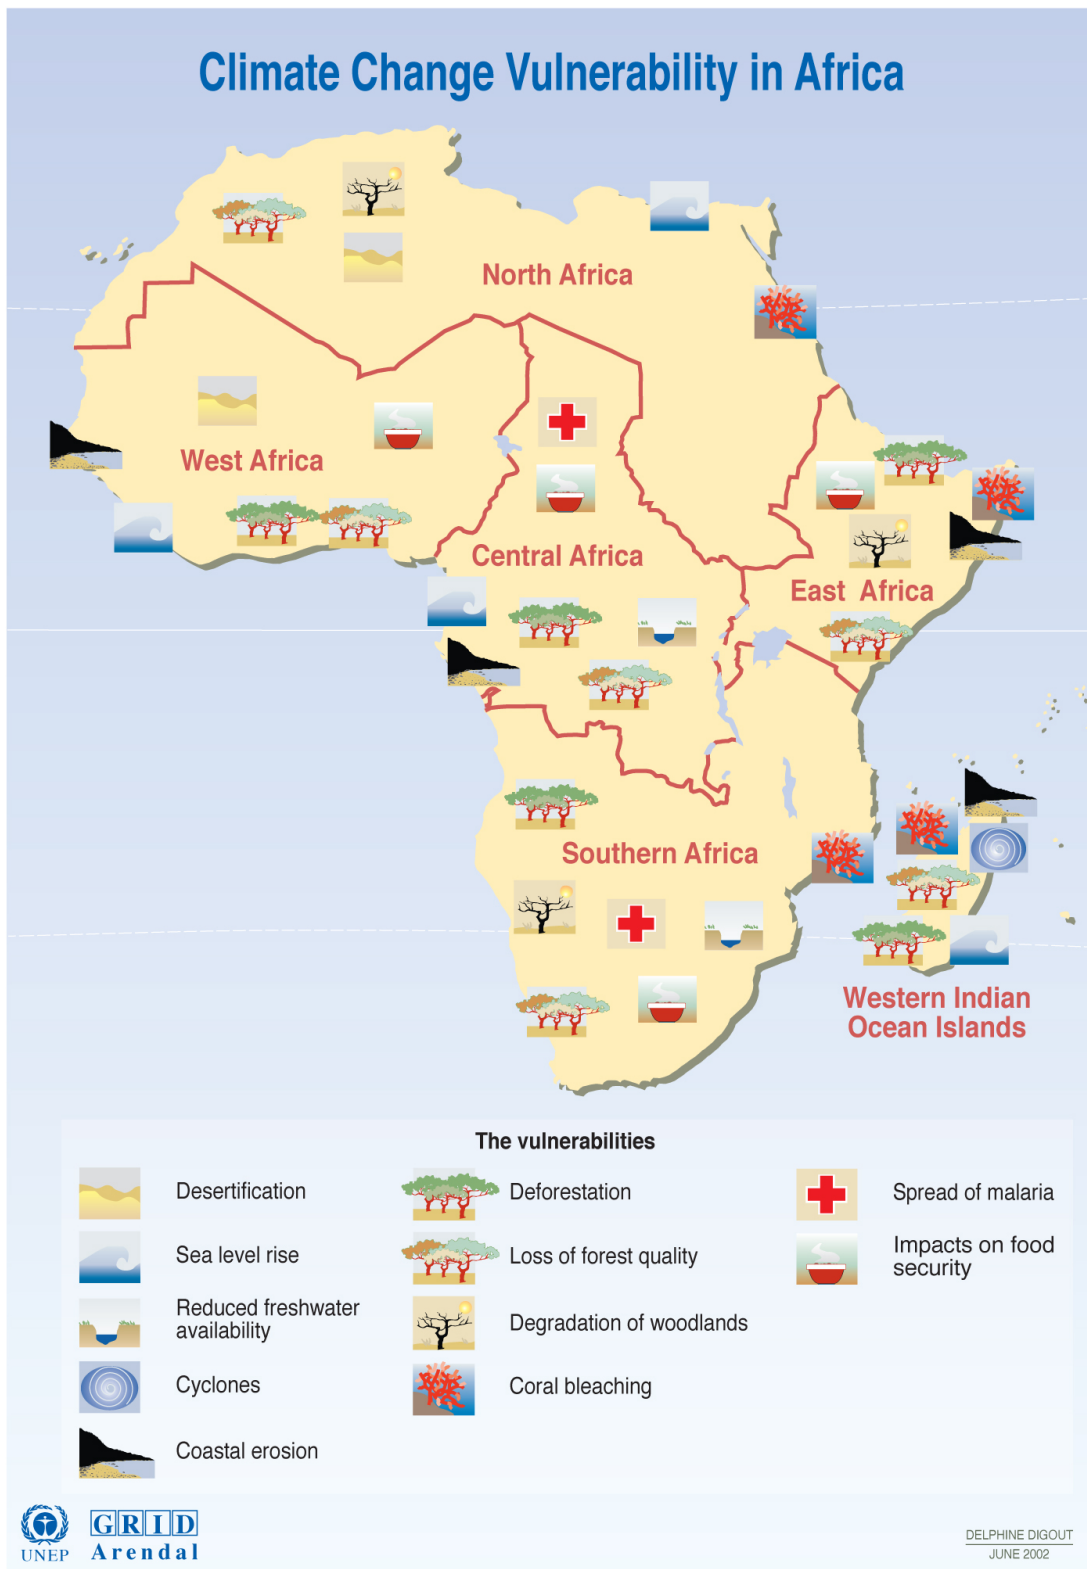 Climate Change Vulnerability in Africa
North Africa
West Africa
Central Africa
East Africa
Southern Africa
Western Indian
Ocean Islands
The vulnerabilities
Desertification
Sea level rise
Reduced freshwater
availability
Cyclones
Coastal erosion
Deforestation
Loss of forest quality
Degradation of woodlands
Coral bleaching
Spread of malaria
Impacts on food
security
UNEP
GRID
Arendal
DELPHINE DIGOUT
JUNE 2002